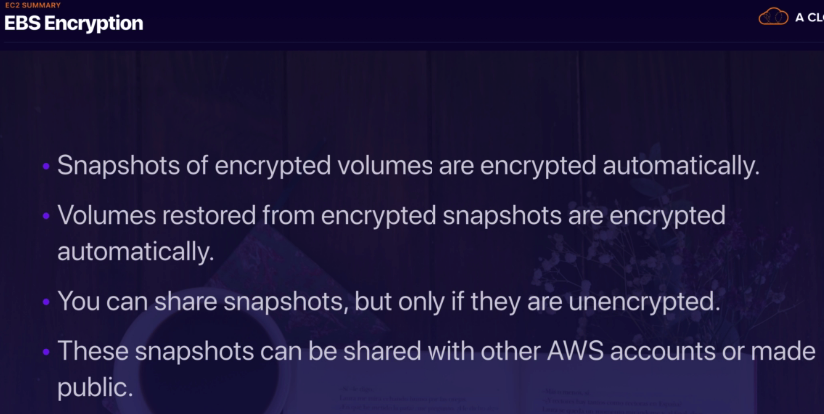 EC2 SUMMARY
EBS Encryption
A CL
• Snapshots of encrypted volumes are encrypted automatically.
• Volumes restored from encrypted snapshots are encrypted
automatically.
• You can share snapshots, but only if they are unencrypted.
• These snapshots can be shared with other AWS accounts or made
public.